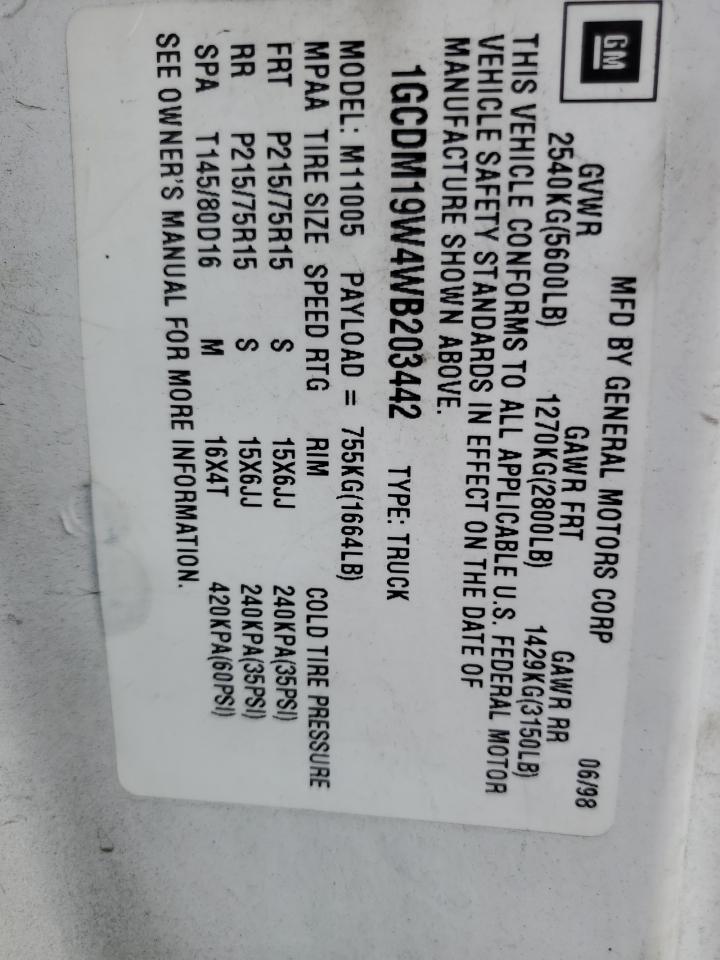 GM
MFD BY GENERAL MOTORS CORP 06/98
GVWR GAWR FRT GAWR RR
2540KG(5600LB) 1270KG(2800LB) 1429KG(3150LB)
THIS VEHICLE CONFORMS TO ALL APPLICABLE U.S. FEDERAL MOTOR
VEHICLE SAFETY STANDARDS IN EFFECT ON THE DATE OF
MANUFACTURE SHOWN ABOVE.
1GCDM19W4WB203442 TYPE: TRUCK
MODEL: M11005 PAYLOAD = 755KG(1664LB)
MPAA TIRE SIZE SPEED RTG RIM COLD TIRE PRESSURE
FRT P215/75R15 S 15X6JJ 240KPA(35PSI)
RR P215/75R15 S 15X6JJ 240KPA(35PSI)
SPA T145/80D16 M 16X4T 420KPA(60PSI)
SEE OWNER'S MANUAL FOR MORE INFORMATION.